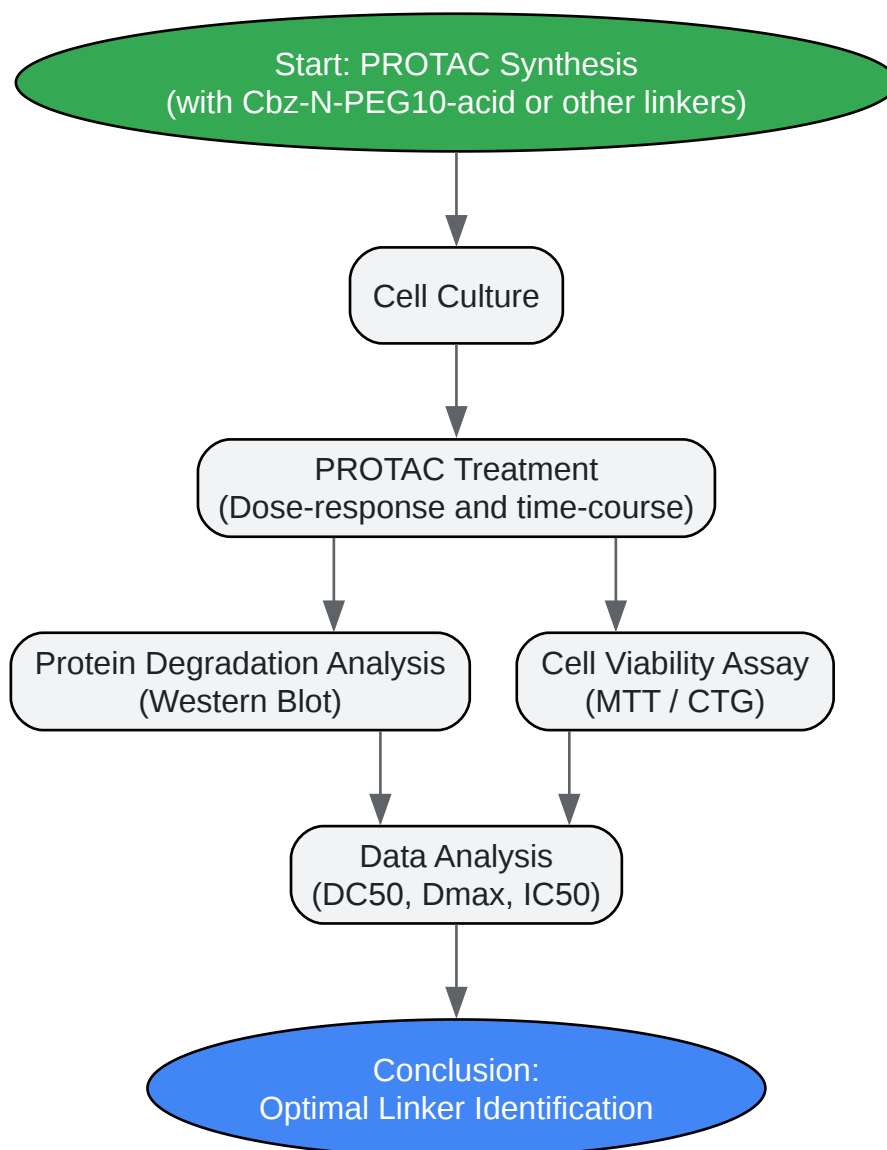 Start: PROTAC Synthesis
(with Cbz-N-PEG10-acid or other linkers)
Cell Culture
PROTAC Treatment
(Dose-response and time-course)
Protein Degradation Analysis
(Western Blot)
Cell Viability Assay
(MTT / CTG)
Data Analysis
(DC50, Dmax, IC50)
Conclusion:
Optimal Linker Identification